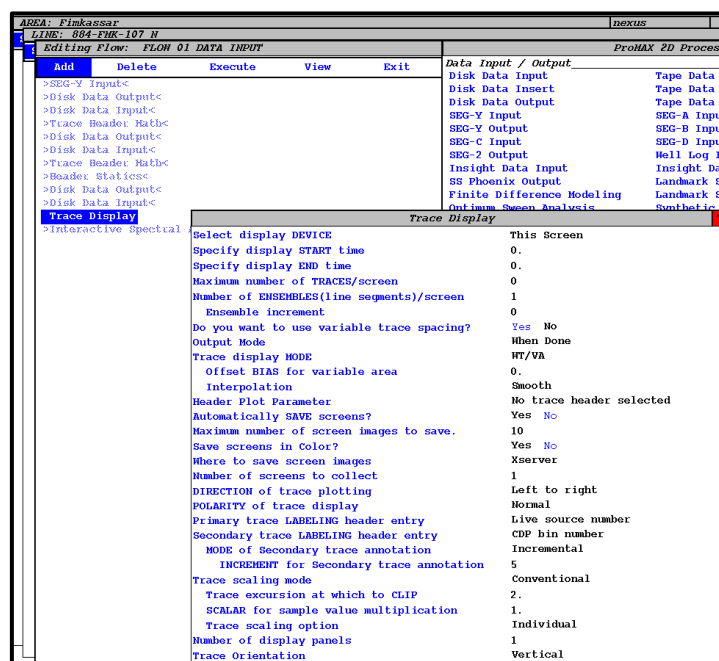 AREA: Fimkassar nexus
LINE: 884-FMK-107 N
Editing Flow: FLOW 01 DATA INPUT ProMAX 2D Proces
Add Delete Execute View Exit
>SEG-Y Input<
>Disk Data Output<
>Disk Data Input<
>Trace Header Math<
>Disk Data Output<
>Disk Data Input<
>Trace Header Math<
>Header Statics<
>Disk Data Output<
>Disk Data Input<
Trace Display
>Interactive Spectral
Data Input / Output
Disk Data Input Tape Data
Disk Data Insert Tape Data
Disk Data Output Tape Data
SEG-Y Input SEG-A Inpu
SEG-Y Output SEG-B Inpu
SEG-C Input SEG-D Inpu
SEG-2 Output Well Log I
Insight Data Input Insight Da
SS Phoenix Output Landmark S
Finite Difference Modeling Landmark S
Optimum Sweep Analysis Synthetic
Trace Display
Select display DEVICE This Screen
Specify display START time 0.
Specify display END time 0.
Maximum number of TRACES/screen 0
Number of ENSEMBLES(line segments)/screen 1
Ensemble increment 0
Do you want to use variable trace spacing? Yes No
Output Mode When Done
Trace display MODE WT/VA
Offset BIAS for variable area 0.
Interpolation Smooth
Header Plot Parameter No trace header selected
Automatically SAVE screens? Yes No
Maximum number of screen images to save. 10
Save screens in Color? Yes No
Where to save screen images Xserver
Number of screens to collect 1
DIRECTION of trace plotting Left to right
POLARITY of trace display Normal
Primary trace LABELING header entry Live source number
Secondary trace LABELING header entry CDP bin number
MODE of Secondary trace annotation Incremental
INCREMENT for Secondary trace annotation 5
Trace scaling mode Conventional
Trace excursion at which to CLIP 2.
SCALAR for sample value multiplication 1.
Trace scaling option Individual
Number of display panels 1
Trace Orientation Vertical